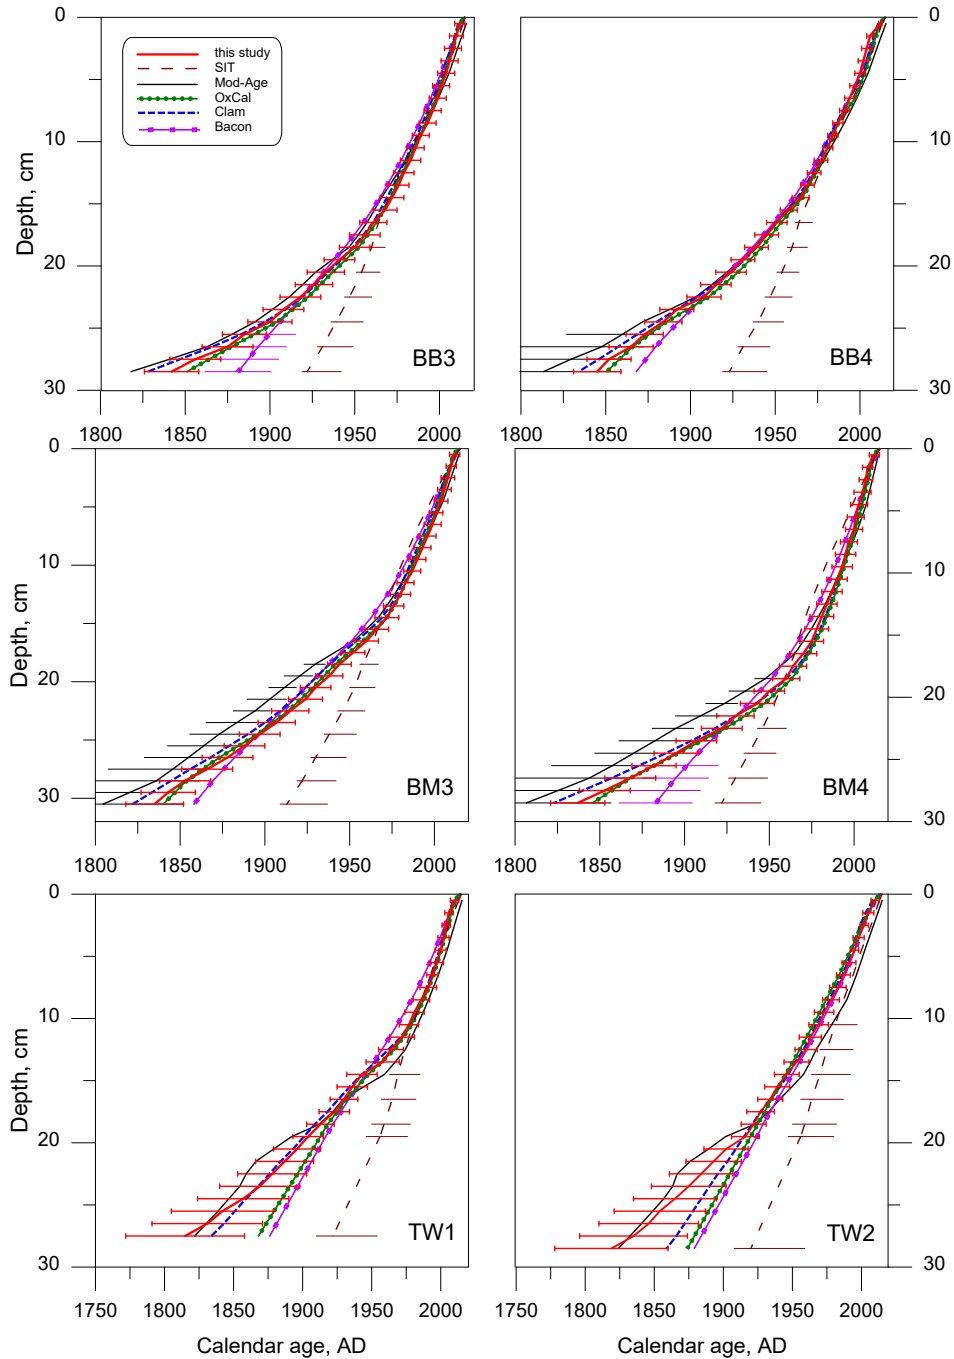 0
0
this study
SIT
Mod-Age
OxCal
Clam
Bacon
10
10
Depth, cm
20
20
BB3
BB4
30
30
1800 1850 1900 1950 2000
1800 1850 1900 1950 2000
0
0
10
10
Depth, cm
20
20
BM3
BM4
30
30
1800 1850 1900 1950 2000
1800 1850 1900 1950 2000
0
0
10
10
Depth, cm
20
20
TW1
TW2
30
30
1750 1800 1850 1900 1950 2000
1750 1800 1850 1900 1950 2000
Calendar age, AD
Calendar age, AD